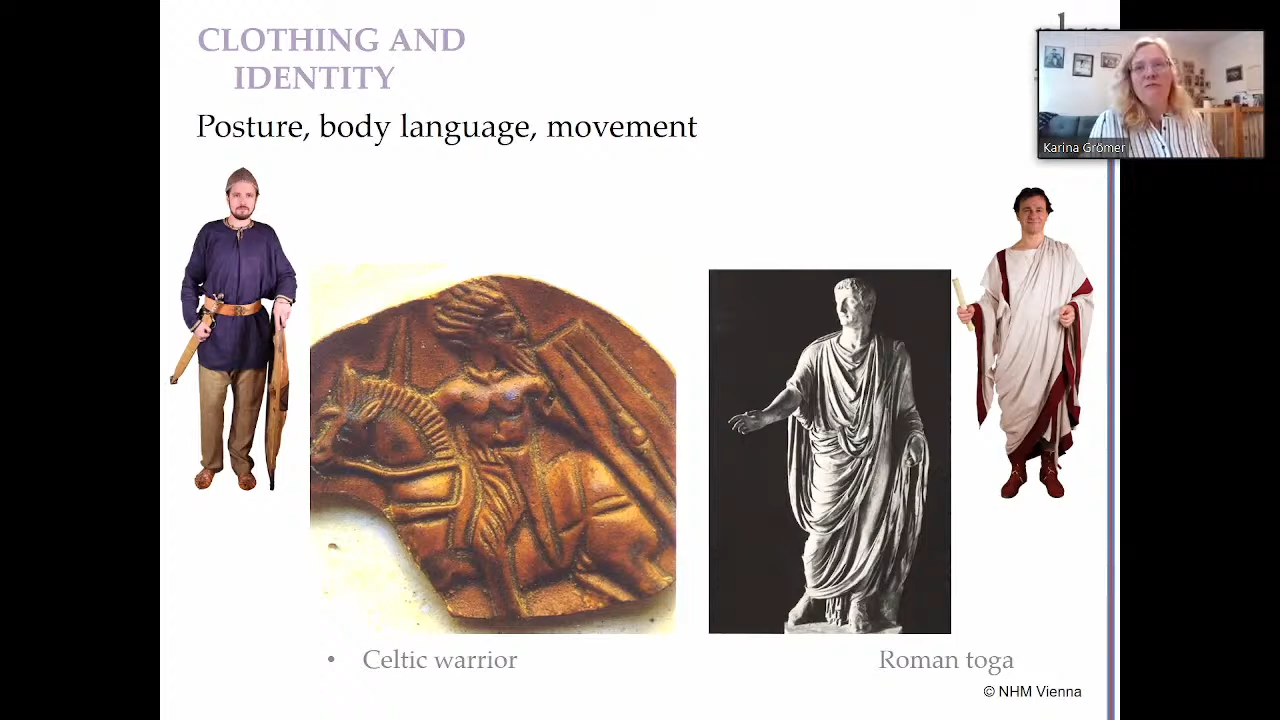 CLOTHING AND
IDENTITY
Posture, body language, movement
Karina Grömer
• Celtic warrior
Roman toga
© NHM Vienna